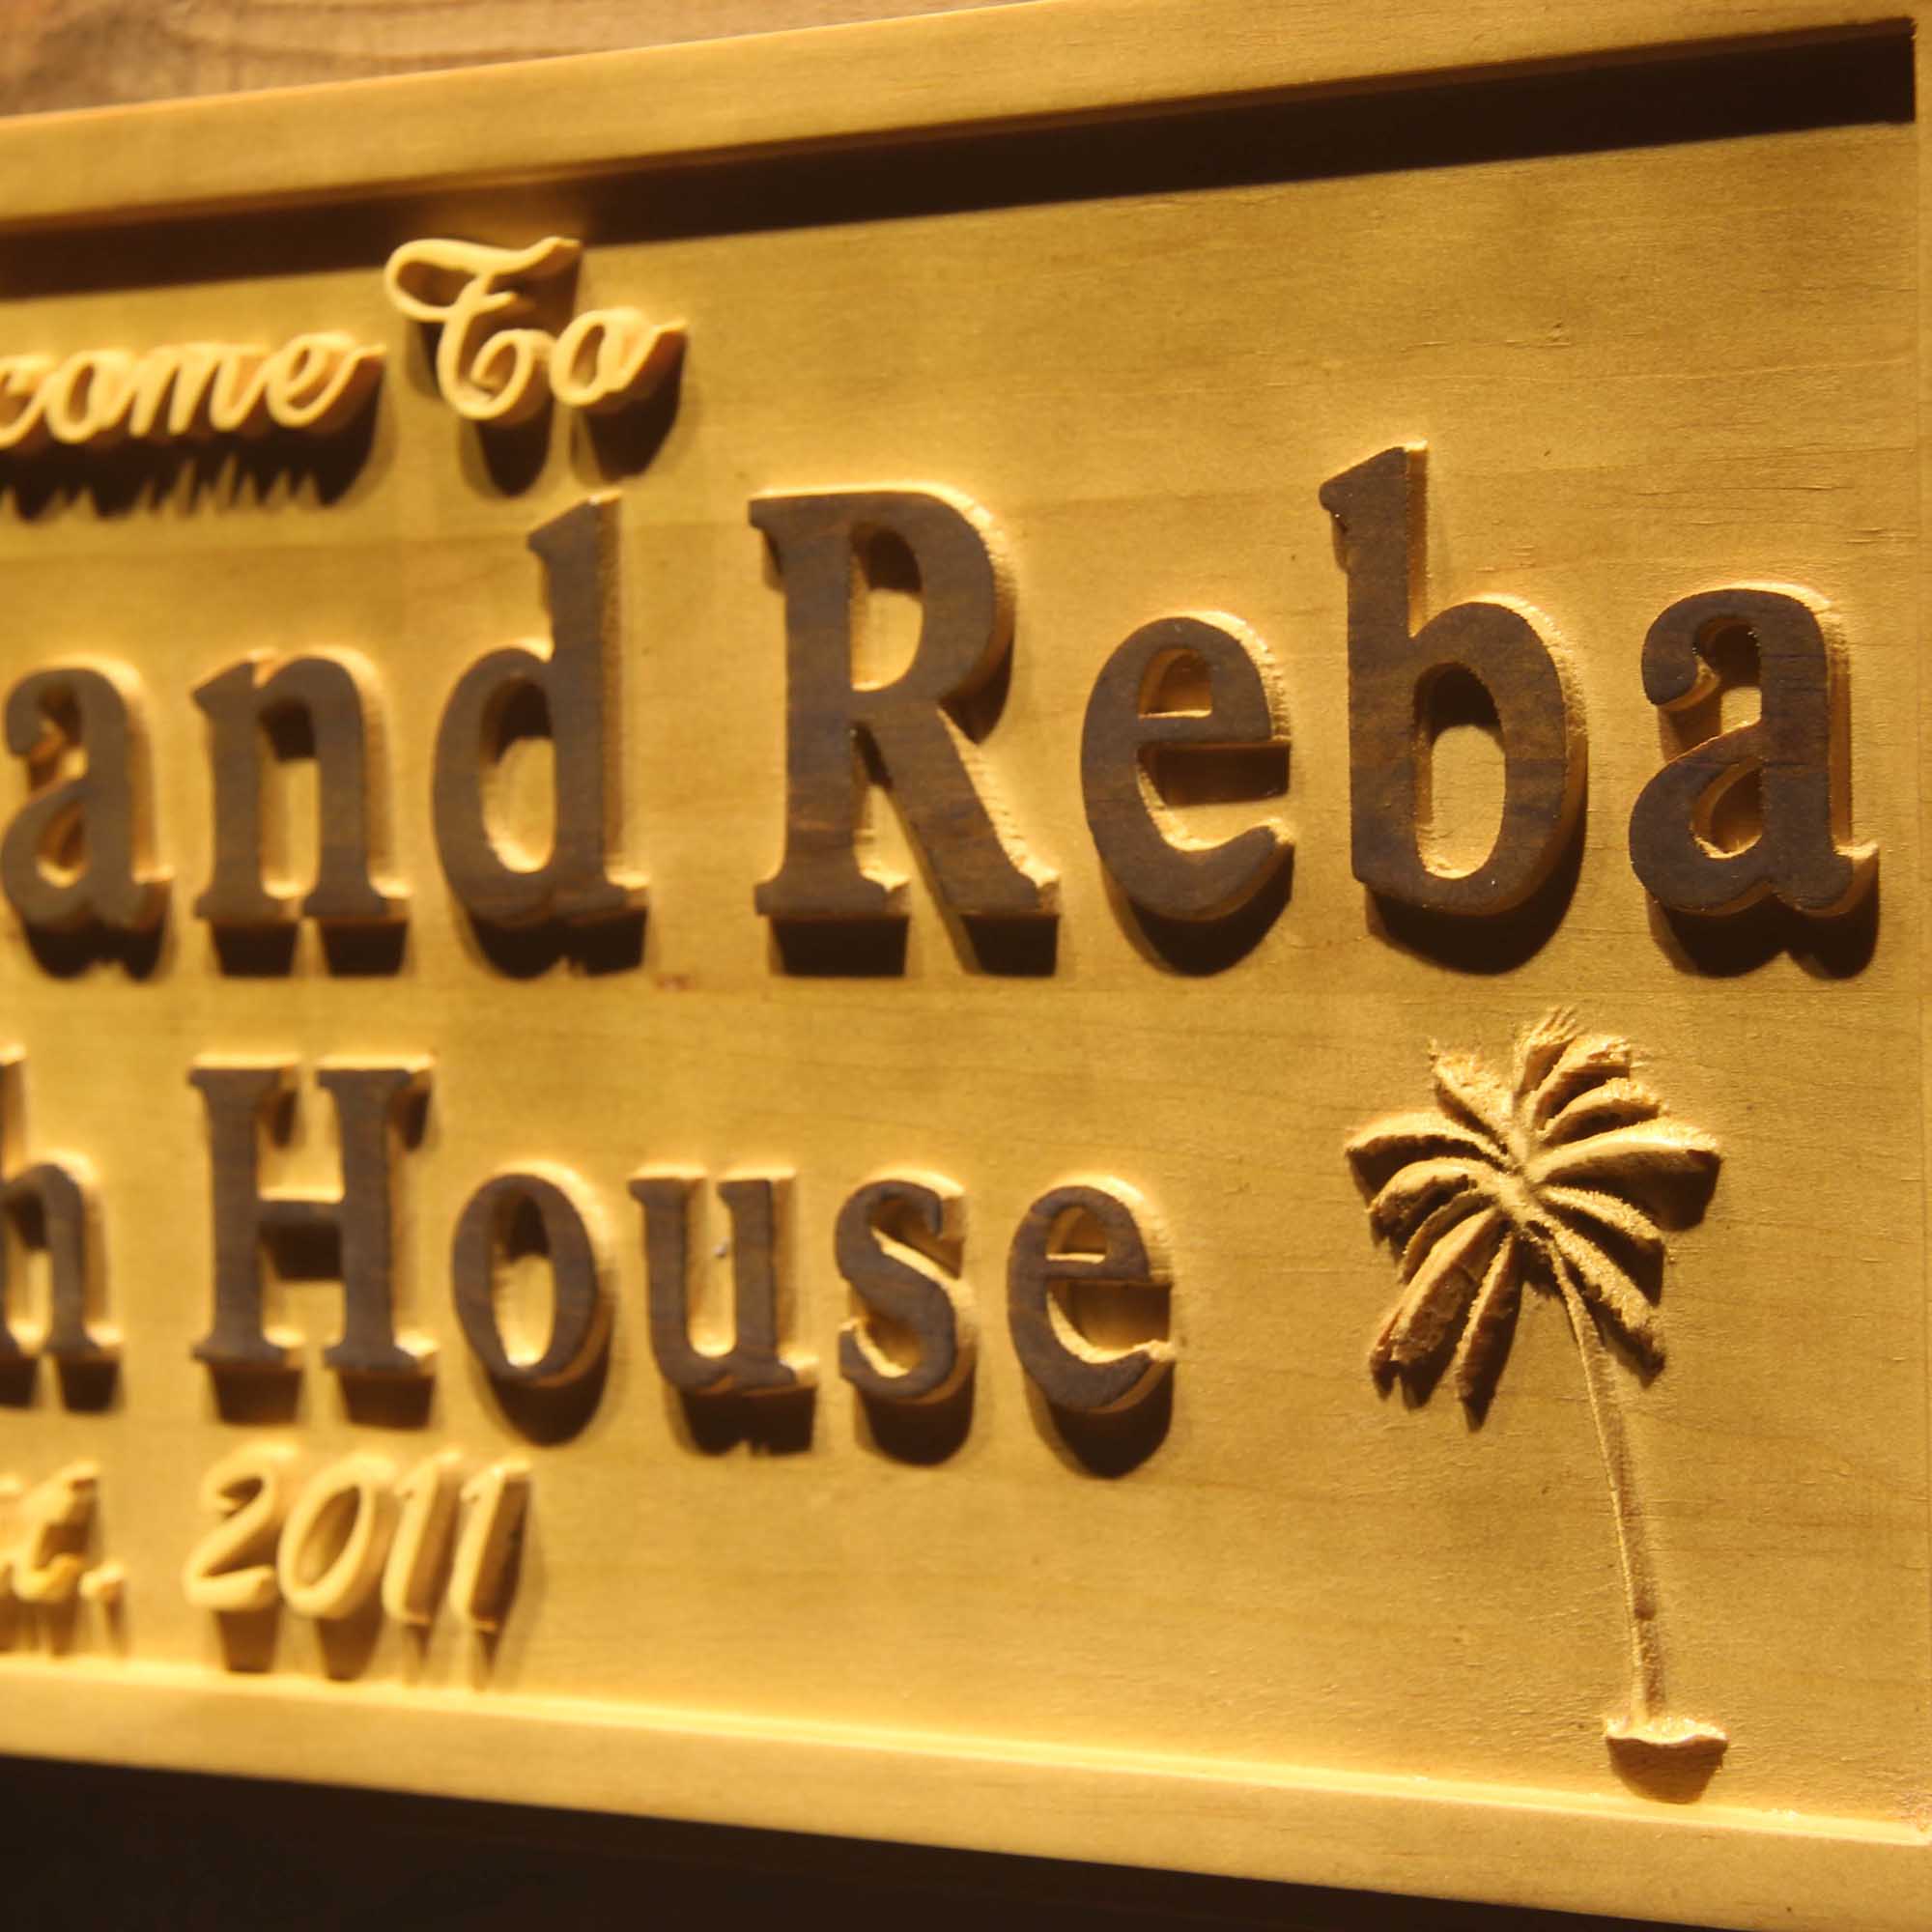 come To
and Reba
h House
. 2011